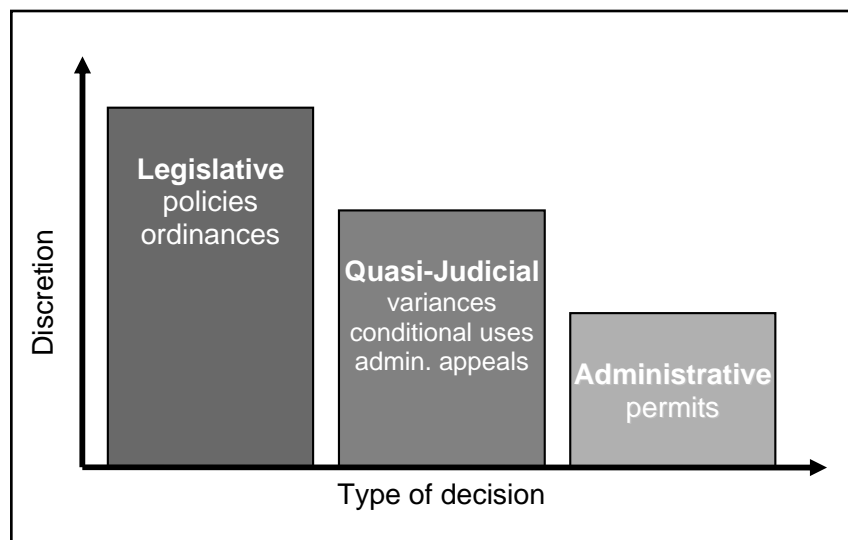 Legislative
policies
ordinances
Quasi-Judicial
variances
conditional uses
admin. appeals
Administrative
permits
Discretion
Type of decision